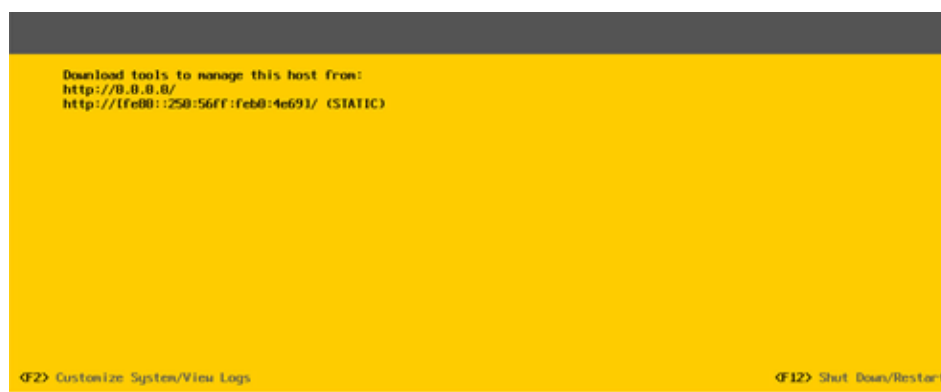 Download tools to manage this host from:
http://0.0.0.0/
http://[fe80::250:56ff:feb0:4e69]/ (STATIC)
<F2> Customize System/View Logs
<F12> Shut Down/Restar